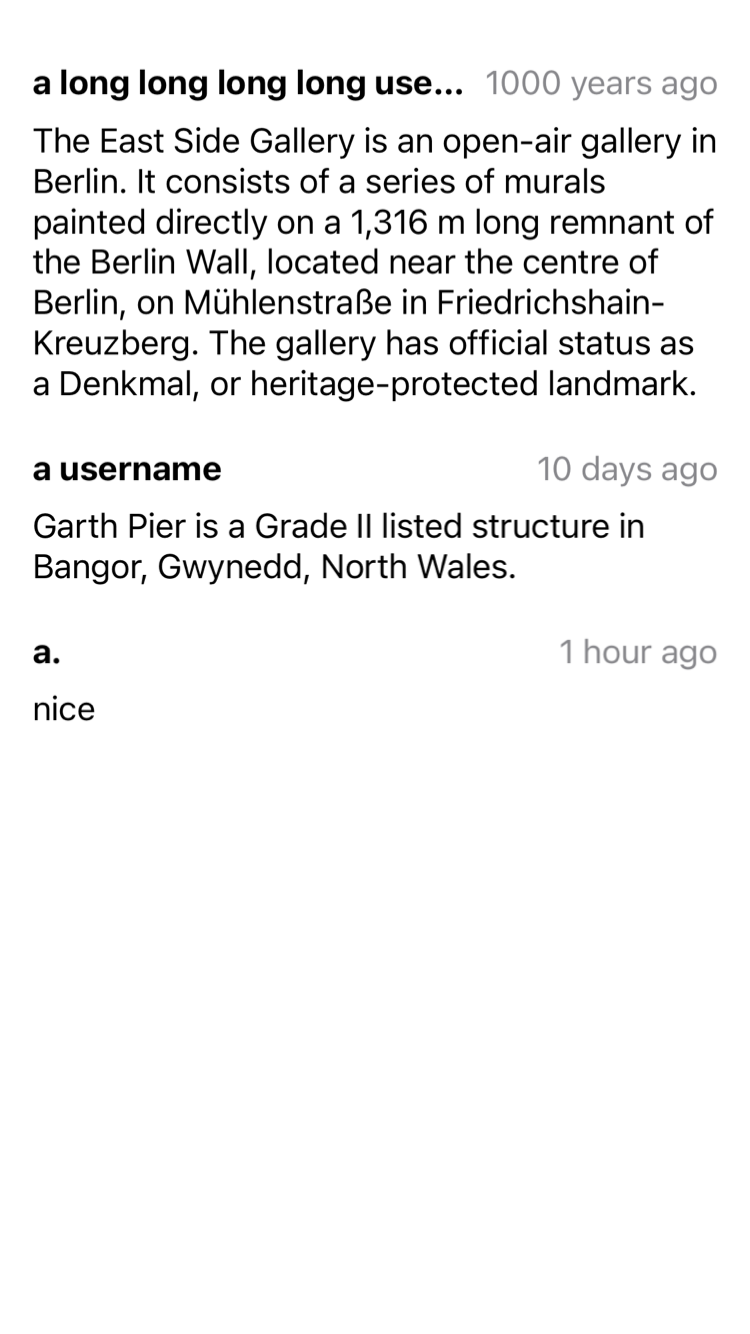 a long long long long use... 1000 years ago
The East Side Gallery is an open-air gallery in
Berlin. It consists of a series of murals
painted directly on a 1,316 m long remnant of
the Berlin Wall, located near the centre of
Berlin, on Mühlenstraße in Friedrichshain-
Kreuzberg. The gallery has official status as
a Denkmal, or heritage-protected landmark.
a username 10 days ago
Garth Pier is a Grade II listed structure in
Bangor, Gwynedd, North Wales.
a. 1 hour ago
nice